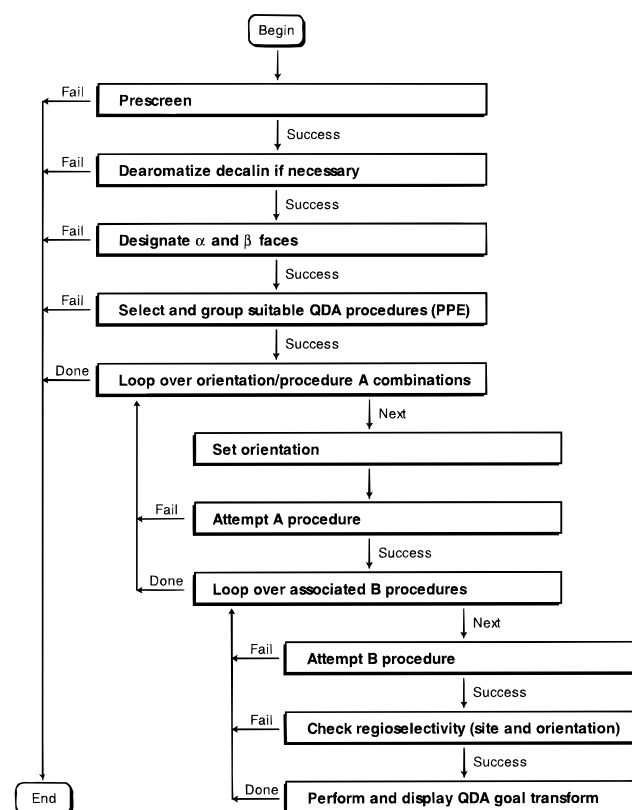 Begin
Fail
Prescreen
Success
Fail
Dearomatize decalin if necessary
Success
Fail
Designate α and β faces
Success
Fail
Select and group suitable QDA procedures (PPE)
Success
Done
Loop over orientation/procedure A combinations
Next
Set orientation
Fail
Attempt A procedure
Success
Done
Loop over associated B procedures
Next
Fail
Attempt B procedure
Success
Fail
Check regioselectivity (site and orientation)
Success
End
Done
Perform and display QDA goal transform